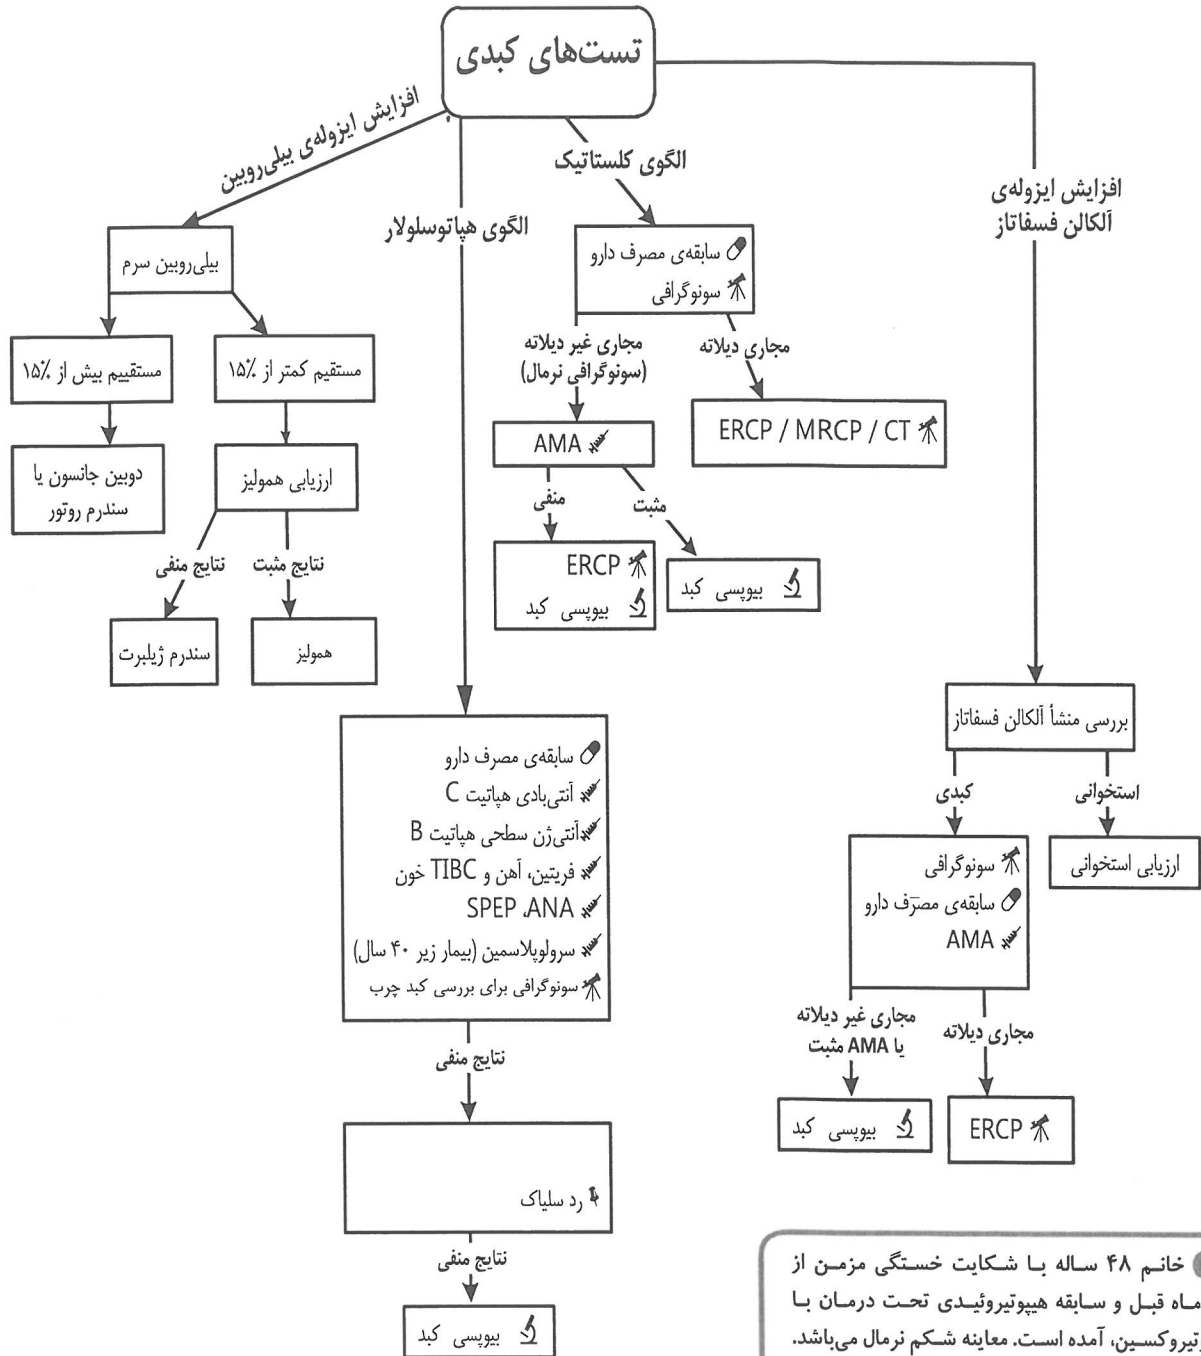 تست‌های کبدی
افزایش ایزوله‌ی بیلی‌روبین
بیلی‌روبین سرم
مستقییم بیش از ۱۵٪
مستقیم کمتر از ۱۵٪
دوبین جانسون یا
سندرم روتور
ارزیابی همولیز
نتایج منفی
نتایج مثبت
سندرم ژیلبرت
همولیز
الگوی هپاتوسلولار
سابقه‌ی مصرف دارو
آنتی‌بادی هپاتیت C
آنتی‌ژن سطحی هپاتیت B
فریتین، آهن و TIBC خون
SPEP ،ANA
سرولوپلاسمین (بیمار زیر ۴۰ سال)
سونوگرافی برای بررسی کبد چرب
نتایج منفی
رد سلیاک
نتایج منفی
بیوپسی کبد
الگوی کلستاتیک
سابقه‌ی مصرف دارو
سونوگرافی
مجاری غیر دیلاته
(سونوگرافی نرمال)
مجاری دیلاته
ERCP / MRCP / CT
AMA
منفی
مثبت
ERCP
بیوپسی کبد
بیوپسی کبد
افزایش ایزوله‌ی
آلکالن فسفاتاز
بررسی منشأ آلکالن فسفاتاز
کبدی
استخوانی
ارزیابی استخوانی
سونوگرافی
سابقه‌ی مصرف دارو
AMA
مجاری غیر دیلاته
یا AMA مثبت
مجاری دیلاته
بیوپسی کبد
ERCP
خانم ۴۸ ساله با شکایت خستگی مزمن از
ماه قبل و سابقه هیپوتیروئیدی تحت درمان با
تیروکسین، آمده است. معاینه شکم نرمال می‌باشد.